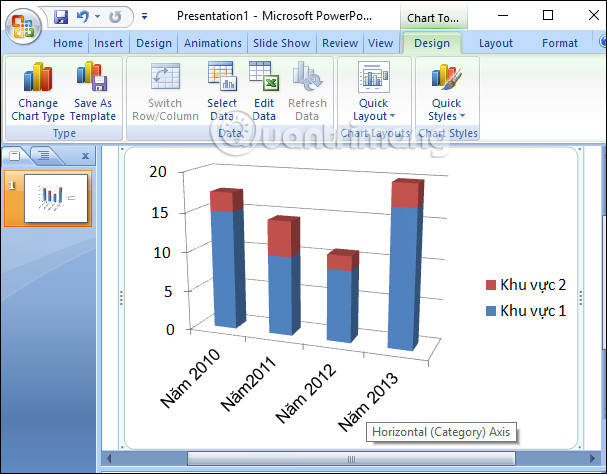 Presentation1 - Microsoft PowerPo...
Chart To...
Home Insert Design Animations Slide Show Review View Design Layout Format
Change Chart Type
Save As Template
Switch Row/Column
Select Data
Edit Data
Refresh Data
Quick Layout
Quick Styles
Type
Data
Chart Layouts
Chart Styles
Quantrimang
1
20
15
10
5
0
Năm 2010
Năm2011
Năm 2012
Năm 2013
Khu vực 2
Khu vực 1
Horizontal (Category) Axis